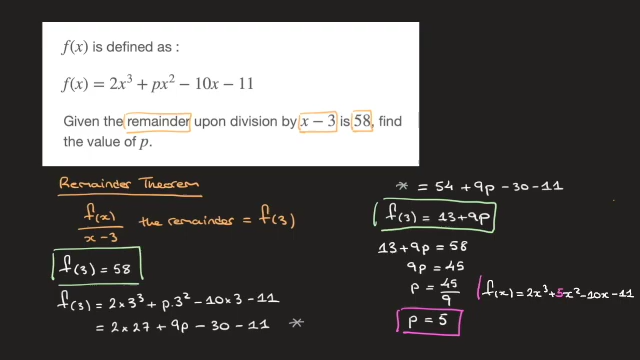 f(x) is defined as :
f(x) = 2x³ + px² − 10x − 11
Given the remainder upon division by x − 3 is 58, find
the value of p.
Remainder Theorem
f(x)/x-3 the remainder = f(3)
f(3) = 58
f(3) = 2×3³ + p.3² − 10×3 − 11
= 2×27 + 9p − 30 − 11 *
* = 54 + 9p − 30 − 11
f(3) = 13 + 9p
13 + 9p = 58
9p = 45
p = 45/9
f(x) = 2x³ + 5x² − 10x − 11
p = 5